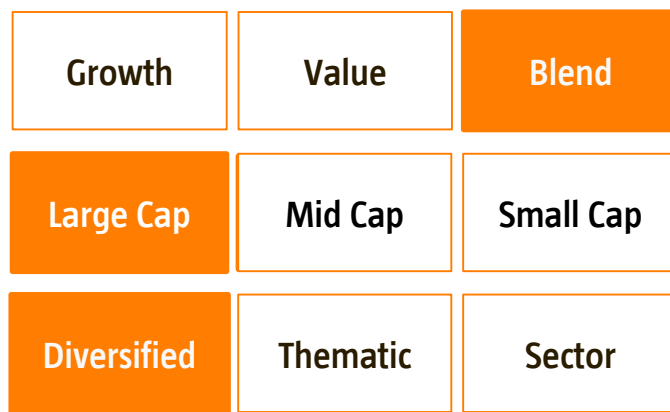 Growth Value Blend
Large Cap Mid Cap Small Cap
Diversified Thematic Sector